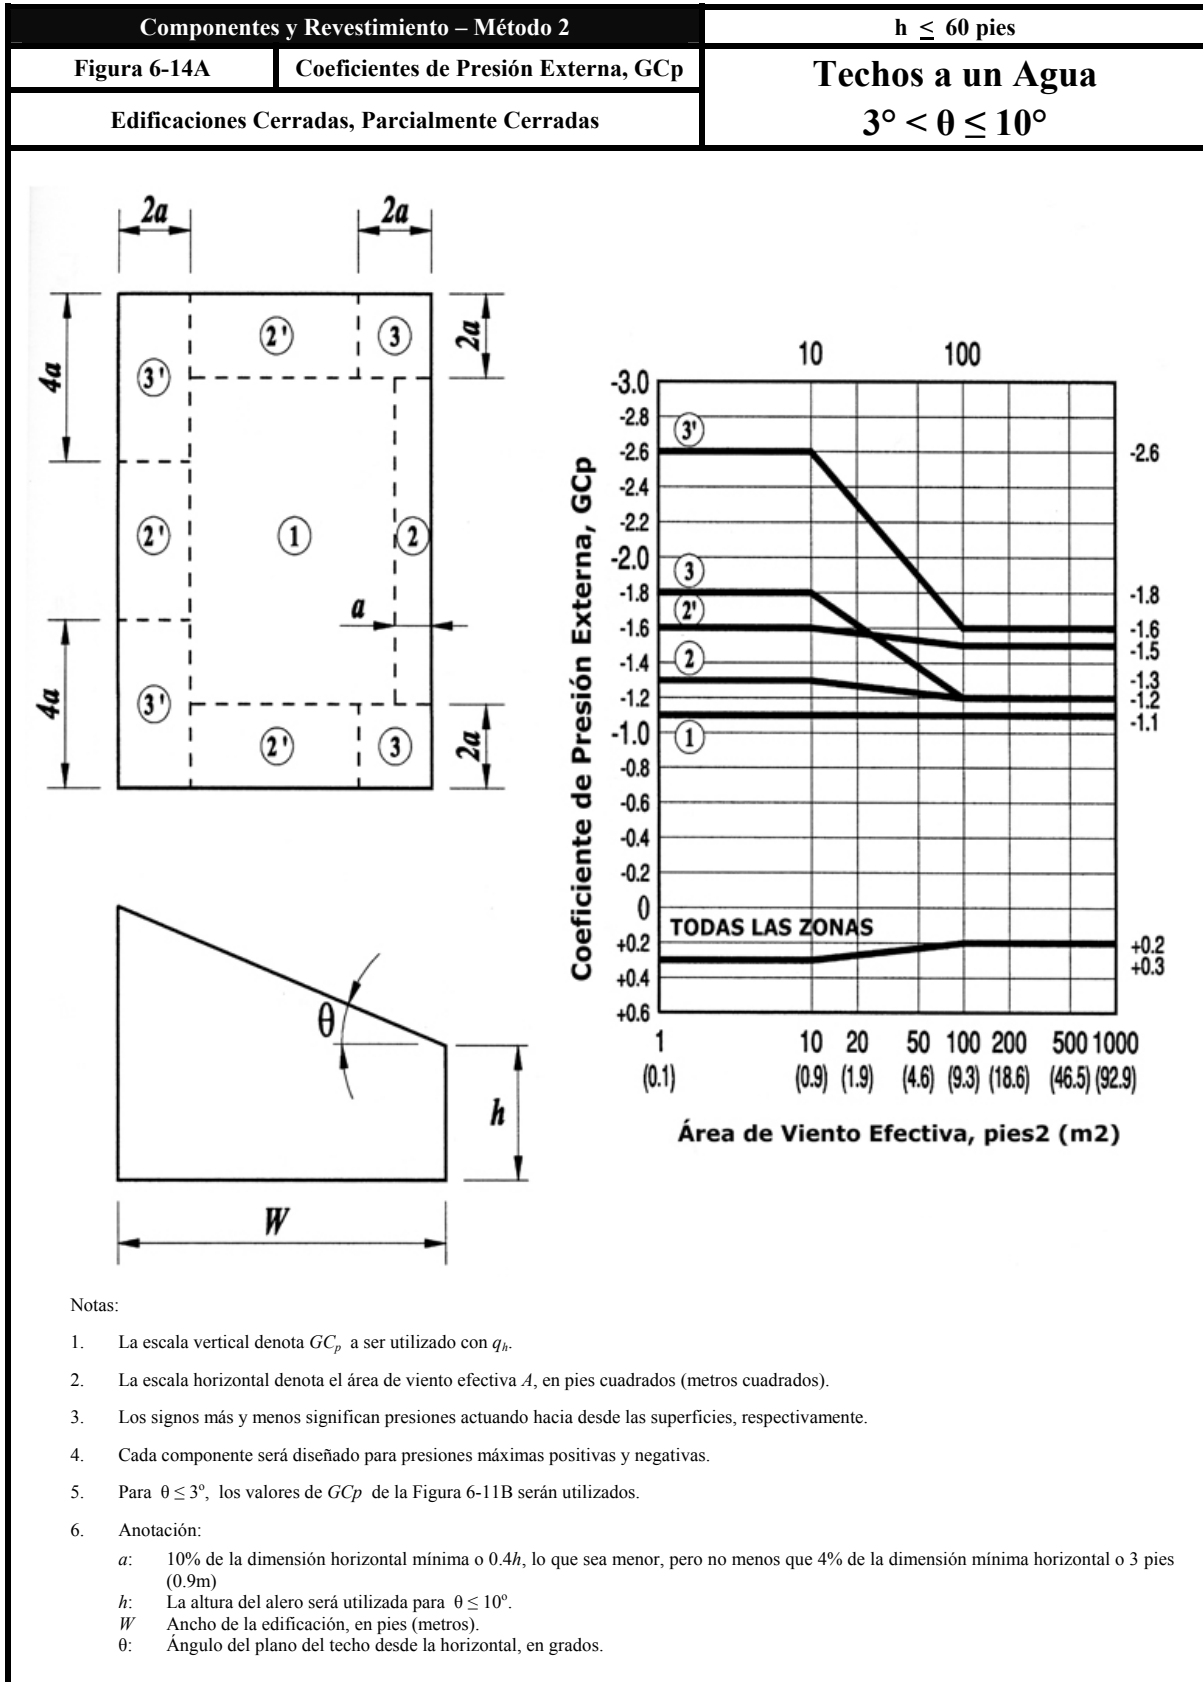 Componentes y Revestimiento – Método 2
h ≤ 60 pies
Figura 6-14A
Coeficientes de Presión Externa, GCp
Techos a un Agua
3° < θ ≤ 10°
Edificaciones Cerradas, Parcialmente Cerradas
2a
2a
4a
3'
2'
3
2a
2'
1
2
a
4a
3'
2'
3
2a
θ
h
W
10
100
-3.0
-2.8
-2.6
-2.4
-2.2
-2.0
-1.8
-1.6
-1.4
-1.2
-1.0
-0.8
-0.6
-0.4
-0.2
0
+0.2
+0.4
+0.6
3'
3
2'
2
1
TODAS LAS ZONAS
-2.6
-1.8
-1.6
-1.5
-1.3
-1.2
-1.1
+0.2
+0.3
Coeficiente de Presión Externa, GCp
1 10 20 50 100 200 500 1000
(0.1) (0.9) (1.9) (4.6) (9.3) (18.6) (46.5) (92.9)
Área de Viento Efectiva, pies2 (m2)
Notas:
1. La escala vertical denota GCp a ser utilizado con qh.
2. La escala horizontal denota el área de viento efectiva A, en pies cuadrados (metros cuadrados).
3. Los signos más y menos significan presiones actuando hacia desde las superficies, respectivamente.
4. Cada componente será diseñado para presiones máximas positivas y negativas.
5. Para θ ≤ 3°, los valores de GCp de la Figura 6-11B serán utilizados.
6. Anotación:
a: 10% de la dimensión horizontal mínima o 0.4h, lo que sea menor, pero no menos que 4% de la dimensión mínima horizontal o 3 pies
(0.9m)
h: La altura del alero será utilizada para θ ≤ 10°.
W Ancho de la edificación, en pies (metros).
θ: Ángulo del plano del techo desde la horizontal, en grados.